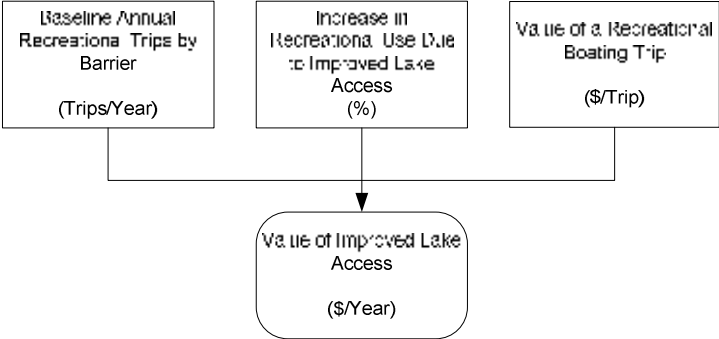 Baseline Annual
Recreational Trips by
Barrier
(Trips/Year)
Increase in
Recreational Use Due
to Improved Lake
Access
(%)
Value of a Recreational
Boating Trip
($/Trip)
Value of Improved Lake
Access
($/Year)